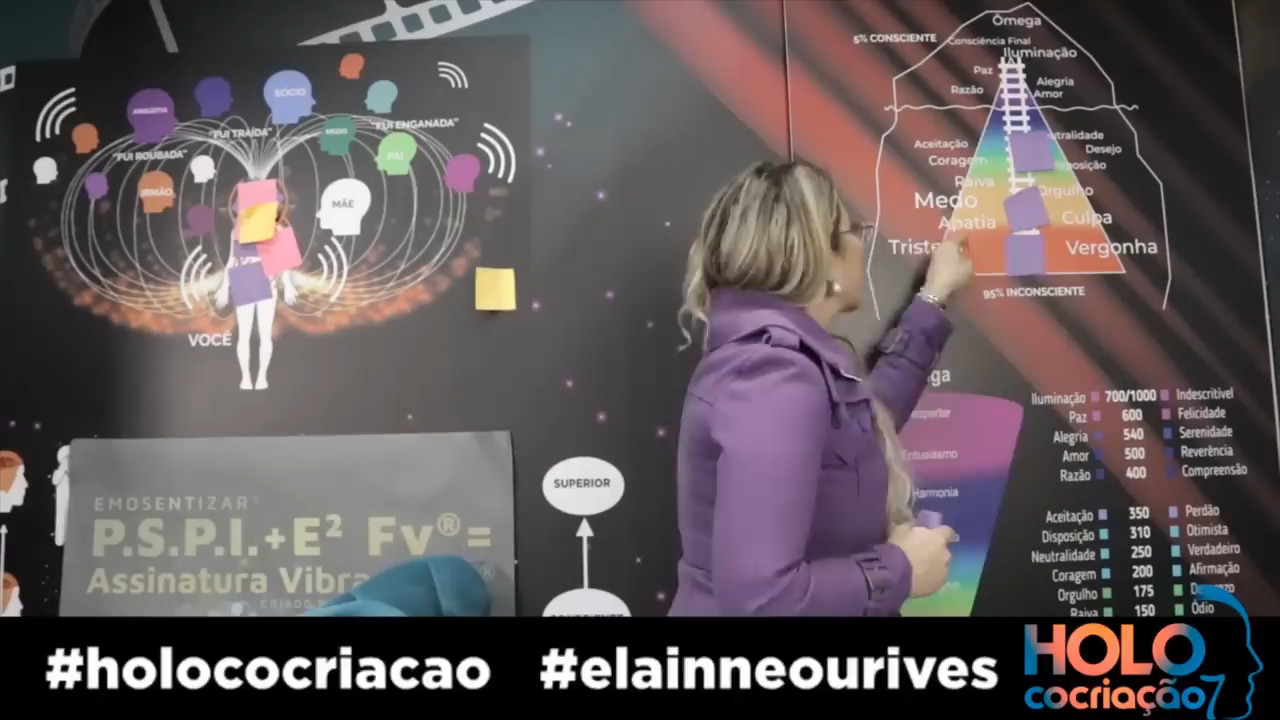 ANGÚSTIA
SÓCIO
"FUI TRAÍDA"
MEDO
"FUI ENGANADA"
"FUI ROUBADA"
PAI
IRMÃO
MÃE
VOCÊ
EMOSENTIZAR®
P.S.P.I.+E² Fv® =
Assinatura Vibra
SUPERIOR
Ômega
5% CONSCIENTE
Consciência Final
Iluminação
Paz
Alegria
Razão
Amor
Aceitação
Desejo
Coragem
Raiva
Orgulho
Medo
Apatia
Culpa
Vergonha
95% INCONSCIENTE
Entusiasmo
Harmonia
Iluminação 700/1000 Indescritível
Paz 600 Felicidade
Alegria 540 Serenidade
Amor 500 Reverência
Razão 400 Compreensão
Aceitação 350 Perdão
Disposição 310 Otimista
Neutralidade 250 Verdadeiro
Coragem 200 Afirmação
Orgulho 175
Raiva 150 Ódio
#holococriacao #elainneourives
HOLO
cocriação 7